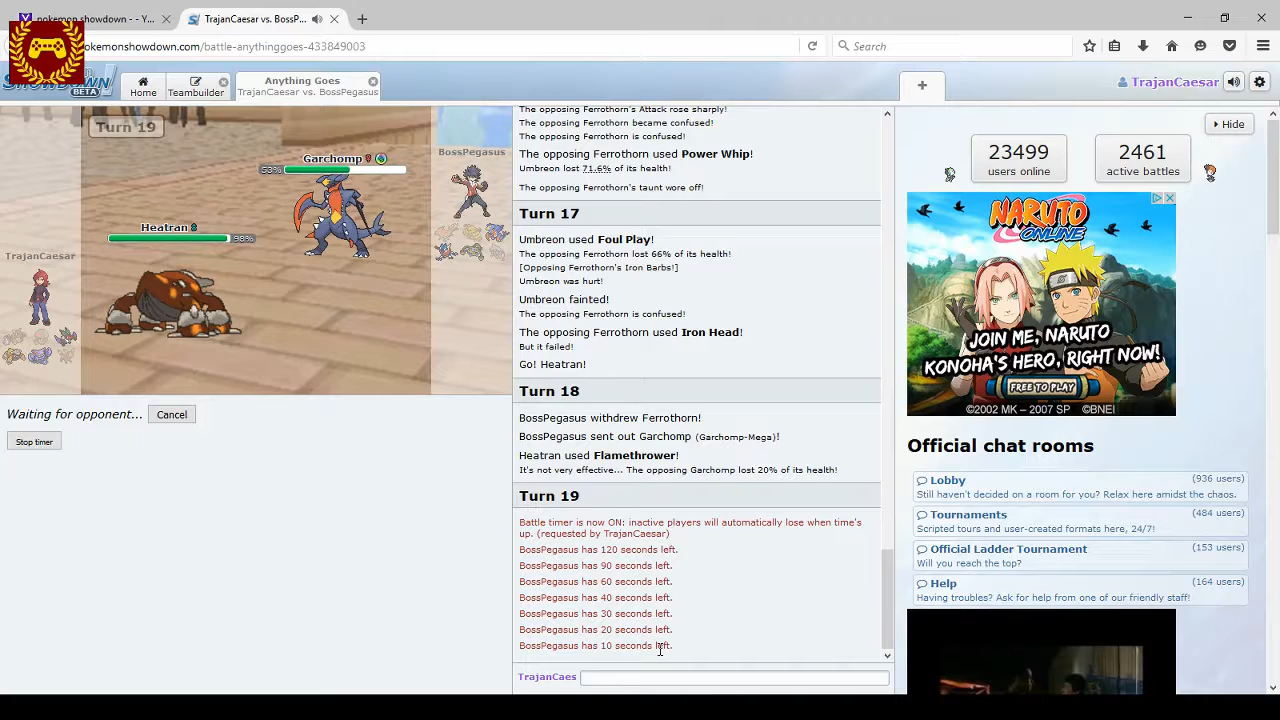 pokemon showdown - - Y...
TrajanCaesar vs. BossP...
okemonshowdown.com/battle-anythinggoes-433849003
Search
SHOWDOWN
BETA
Home
Teambuilder
Anything Goes
TrajanCaesar vs. BossPegasus
TrajanCaesar
Turn 19
Garchomp
53%
Heatran
98%
TrajanCaesar
BossPegasus
Waiting for opponent...
Cancel
Stop timer
The opposing Ferrothorn's Attack rose sharply!
The opposing Ferrothorn became confused!
The opposing Ferrothorn is confused!
The opposing Ferrothorn used Power Whip!
Umbreon lost 71.6% of its health!
The opposing Ferrothorn's taunt wore off!
Turn 17
Umbreon used Foul Play!
The opposing Ferrothorn lost 66% of its health!
[Opposing Ferrothorn's Iron Barbs!]
Umbreon was hurt!
Umbreon fainted!
The opposing Ferrothorn is confused!
The opposing Ferrothorn used Iron Head!
But it failed!
Go! Heatran!
Turn 18
BossPegasus withdrew Ferrothorn!
BossPegasus sent out Garchomp (Garchomp-Mega)!
Heatran used Flamethrower!
It's not very effective... The opposing Garchomp lost 20% of its health!
Turn 19
Battle timer is now ON: inactive players will automatically lose when time's
up. (requested by TrajanCaesar)
BossPegasus has 120 seconds left.
BossPegasus has 90 seconds left.
BossPegasus has 60 seconds left.
BossPegasus has 40 seconds left.
BossPegasus has 30 seconds left.
BossPegasus has 20 seconds left.
BossPegasus has 10 seconds left.
TrajanCaes
Hide
23499
users online
2461
active battles
NARUTO
ONLINE
JOIN ME, NARUTO
KONOHA'S HERO, RIGHT NOW!
FREE TO PLAY
©2002 MK – 2007 SP ©BNEI
Official chat rooms
Lobby
(936 users)
Still haven't decided on a room for you? Relax here amidst the chaos.
Tournaments
(484 users)
Scripted tours and user-created formats here, 24/7!
Official Ladder Tournament
(153 users)
Will you reach the top?
Help
(164 users)
Having troubles? Ask for help from one of our friendly staff!